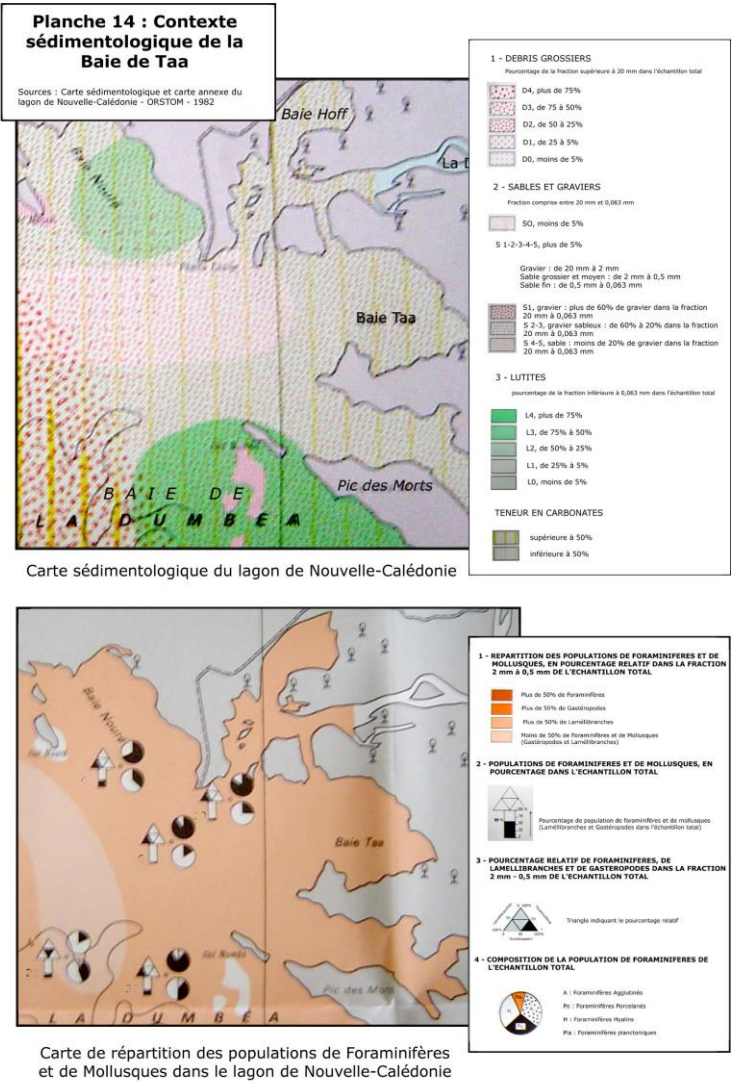 Planche 14 : Contexte
sédimentologique de la
Baie de Taa
Sources : Carte sédimentologique et carte annexe du
lagon de Nouvelle-Calédonie - ORSTOM - 1982
Baie Hoff
La D
Baie Nouré
Baie Taa
Pic des Morts
BAIE DE
LA DUMBÉA
Carte sédimentologique du lagon de Nouvelle-Calédonie
1 - DEBRIS GROSSIERS
Pourcentage de la fraction supérieure à 20 mm dans l'échantillon total
D4, plus de 75%
D3, de 75 à 50%
D2, de 50 à 25%
D1, de 25 à 5%
D0, moins de 5%
2 - SABLES ET GRAVIERS
Fraction comprise entre 20 mm et 0,063 mm
SO, moins de 5%
S 1-2-3-4-5, plus de 5%
Gravier : de 20 mm à 2 mm
Sable grossier et moyen : de 2 mm à 0,5 mm
Sable fin : de 0,5 mm à 0,063 mm
S1, gravier : plus de 60% de gravier dans la fraction
20 mm à 0,063 mm
S 2-3, gravier sableux : de 60% à 20% dans la fraction
20 mm à 0,063 mm
S 4-5, sable : moins de 20% de gravier dans la fraction
20 mm à 0,063 mm
3 - LUTITES
pourcentage de la fraction inférieure à 0,063 mm dans l'échantillon total
L4, plus de 75%
L3, de 75% à 50%
L2, de 50% à 25%
L1, de 25% à 5%
L0, moins de 5%
TENEUR EN CARBONATES
supérieure à 50%
inférieure à 50%
Baie Nouré
Baie Taa
Pic des Morts
LA DUMBÉA
Carte de répartition des populations de Foraminifères
et de Mollusques dans le lagon de Nouvelle-Calédonie
1 - REPARTITION DES POPULATIONS DE FORAMINIFERES ET DE
MOLLUSQUES, EN POURCENTAGE RELATIF DANS LA FRACTION
2 mm à 0,5 mm DE L'ECHANTILLON TOTAL
Plus de 50% de Foraminifères
Plus de 50% de Gastéropodes
Plus de 50% de Lamélibranches
Moins de 50% de Foraminifères et de Mollusques
(Gastéropodes et Lamélibranches)
2 - POPULATIONS DE FORAMINIFERES ET DE MOLLUSQUES, EN
POURCENTAGE DANS L'ECHANTILLON TOTAL
Pourcentage de population de foraminifères et de mollusques
(Lamélibranches et Gastéropodes dans l'échantillon total)
3 - POURCENTAGE RELATIF DE FORAMINIFERES, DE
LAMELLIBRANCHES ET DE GASTEROPODES DANS LA FRACTION
2 mm - 0,5 mm DE L'ECHANTILLON TOTAL
Triangle indiquant le pourcentage relatif
4 - COMPOSITION DE LA POPULATION DE FORAMINIFERES DE
L'ECHANTILLON TOTAL
A : Foraminifères Agglutinés
Po : Foraminifères Porcelanés
H : Foraminifères Hyalins
Pla : Foraminifères planctoniques